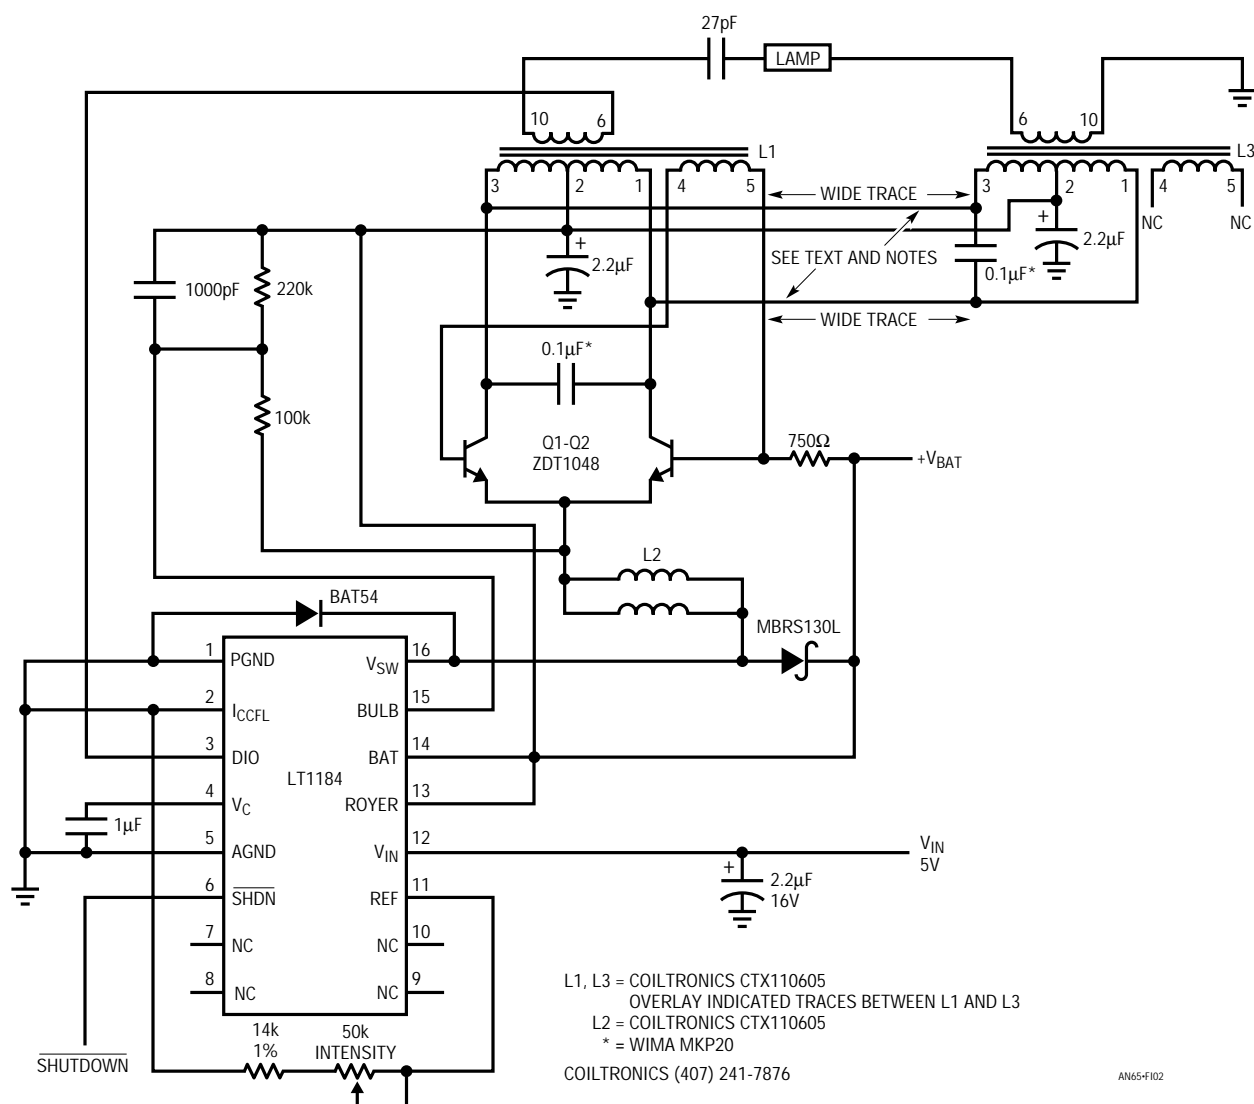 27pF
LAMP
10
6
6
10
L1
L3
3
2
1
4
5
3
2
1
4
5
WIDE TRACE
NC
NC
+
2.2µF
+
2.2µF
SEE TEXT AND NOTES
1000pF
220k
0.1µF*
WIDE TRACE
0.1µF*
100k
Q1-Q2
ZDT1048
750Ω
+VBAT
L2
BAT54
MBRS130L
1
PGND
VSW
16
2
ICCFL
BULB
15
3
DIO
BAT
14
LT1184
4
VC
ROYER
13
1µF
5
AGND
VIN
12
VIN
5V
6
SHDN
REF
11
+
2.2µF
16V
7
NC
NC
10
8
NC
NC
9
L1, L3 = COILTRONICS CTX110605
OVERLAY INDICATED TRACES BETWEEN L1 AND L3
L2 = COILTRONICS CTX110605
* = WIMA MKP20
COILTRONICS (407) 241-7876
14k
1%
50k
INTENSITY
SHUTDOWN
AN65•FI02